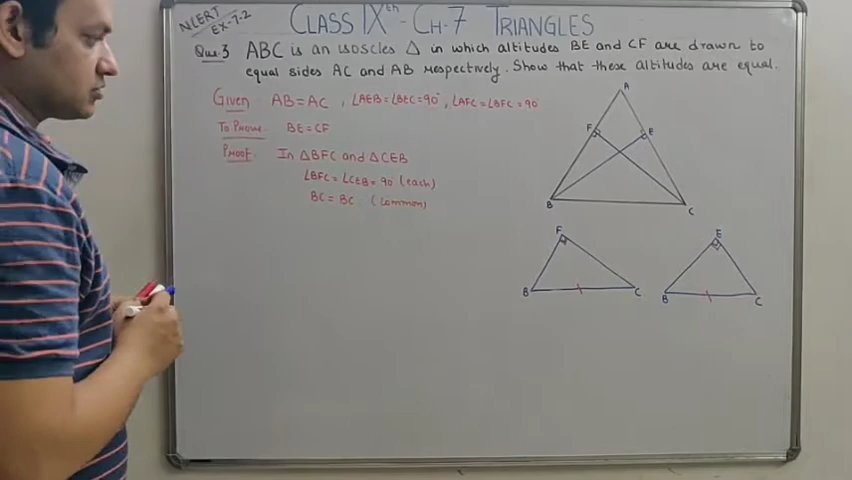 NCERT
EX-7.2
CLASS IXth - CH-7 TRIANGLES
Que.3 ABC is an isoscles Δ in which altitudes BE and CF are drawn to
equal sides AC and AB respectively. Show that these altitudes are equal.
Given AB=AC, ∠AEB=∠BEC=90°, ∠AFC=∠BFC=90°
To Prove. BE=CF
Proof. In ΔBFC and ΔCEB
∠BFC=∠CEB=90 (each)
BC=BC (common)
A
F
E
B
C
F
B
C
E
B
C